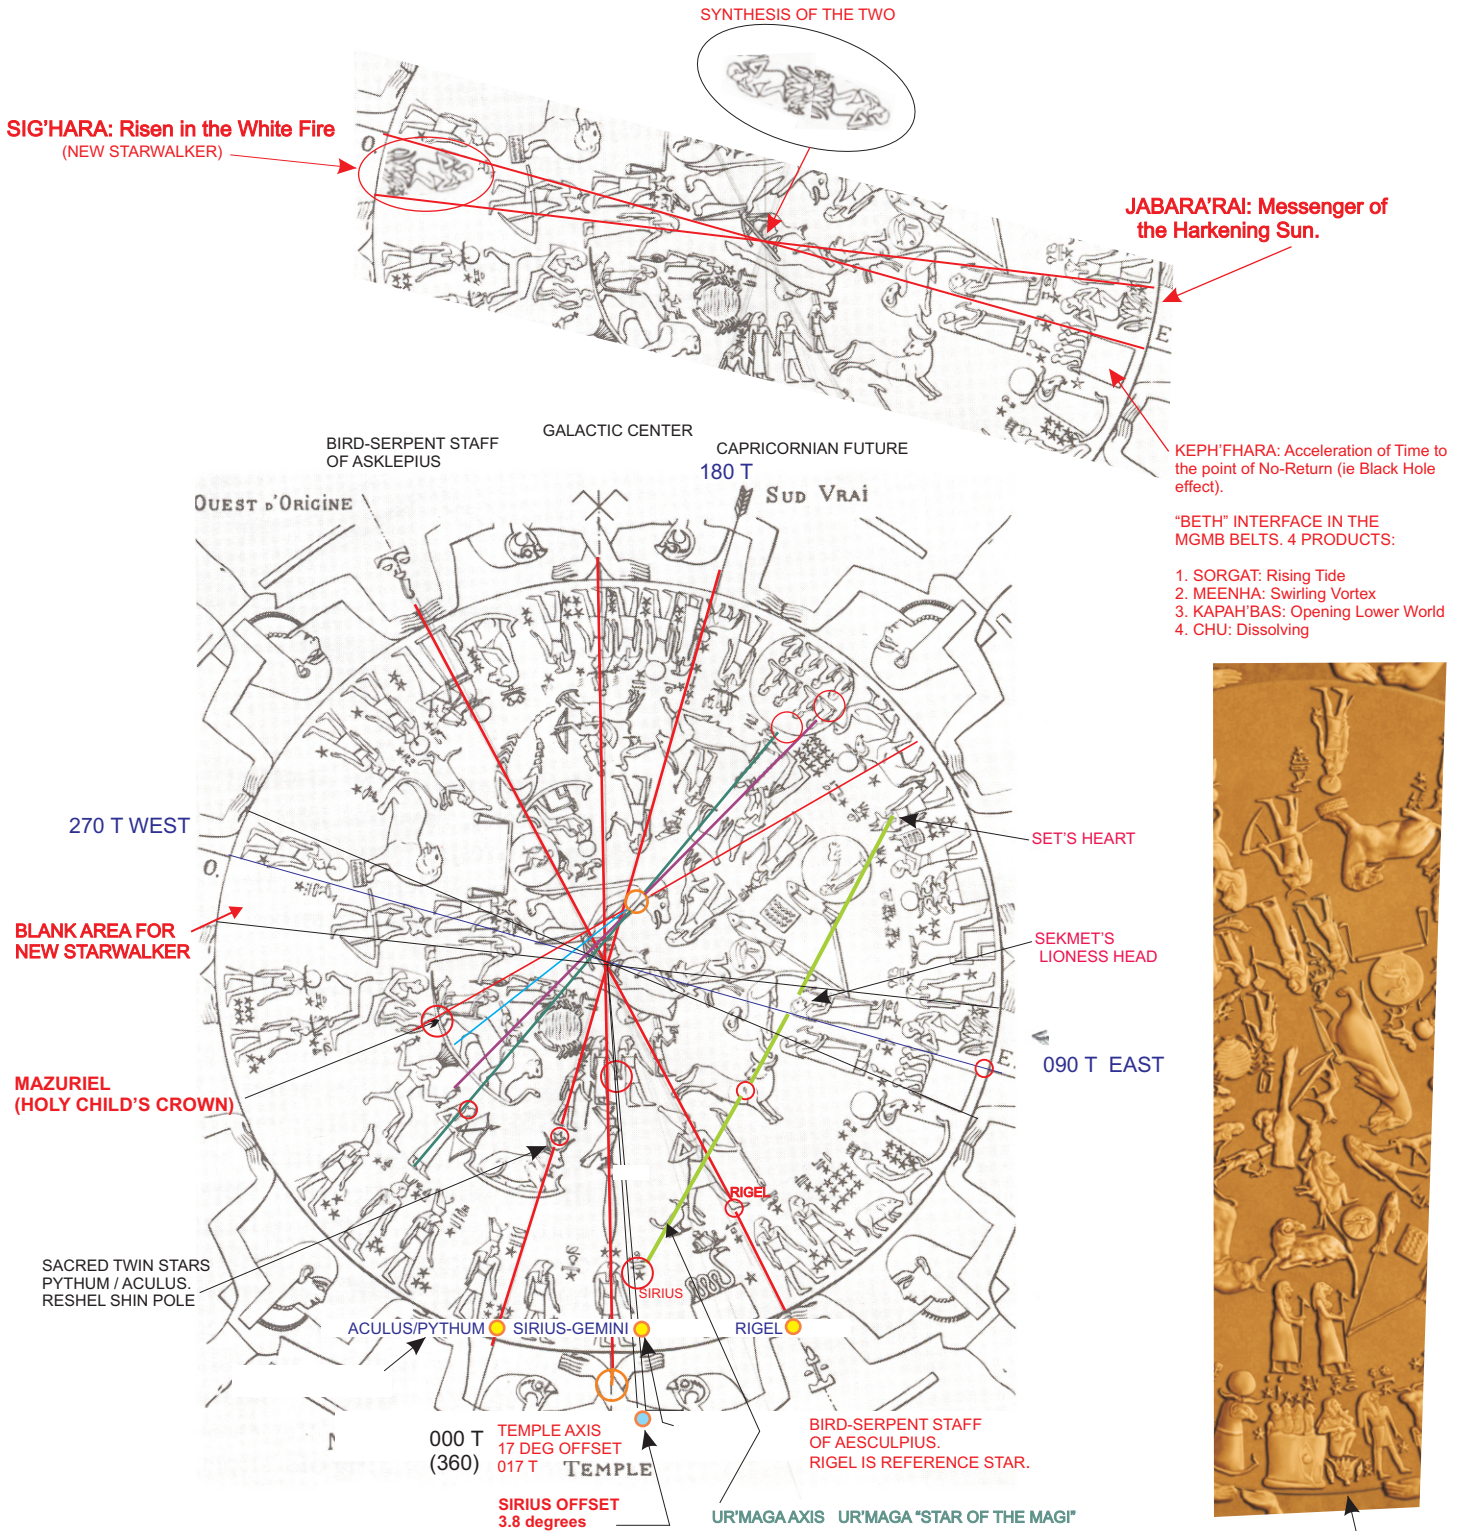 SYNTHESIS OF THE TWO
SIG'HARA: Risen in the White Fire
(NEW STARWALKER)
O.
JABARA'RAI: Messenger of
the Harkening Sun.
E
KEPH'FHARA: Acceleration of Time to
the point of No-Return (ie Black Hole
effect).
"BETH" INTERFACE IN THE
MGMB BELTS. 4 PRODUCTS:
1. SORGAT: Rising Tide
2. MEENHA: Swirling Vortex
3. KAPAH'BAS: Opening Lower World
4. CHU: Dissolving
BIRD-SERPENT STAFF
OF ASKLEPIUS
GALACTIC CENTER
CAPRICORNIAN FUTURE
180 T
OUEST D'ORIGINE
SUD VRAI
270 T WEST
O.
BLANK AREA FOR
NEW STARWALKER
SET'S HEART
SEKMET'S
LIONESS HEAD
E.
090 T  EAST
MAZURIEL
(HOLY CHILD'S CROWN)
RIGEL
SACRED TWIN STARS
PYTHUM / ACULUS.
RESHEL SHIN POLE
SIRIUS
ACULUS/PYTHUM
SIRIUS-GEMINI
RIGEL
000 T
(360)
TEMPLE AXIS
17 DEG OFFSET
017 T
TEMPLE
SIRIUS OFFSET
3.8 degrees
BIRD-SERPENT STAFF
OF AESCULPIUS.
RIGEL IS REFERENCE STAR.
UR'MAGA AXIS   UR'MAGA "STAR OF THE MAGI"